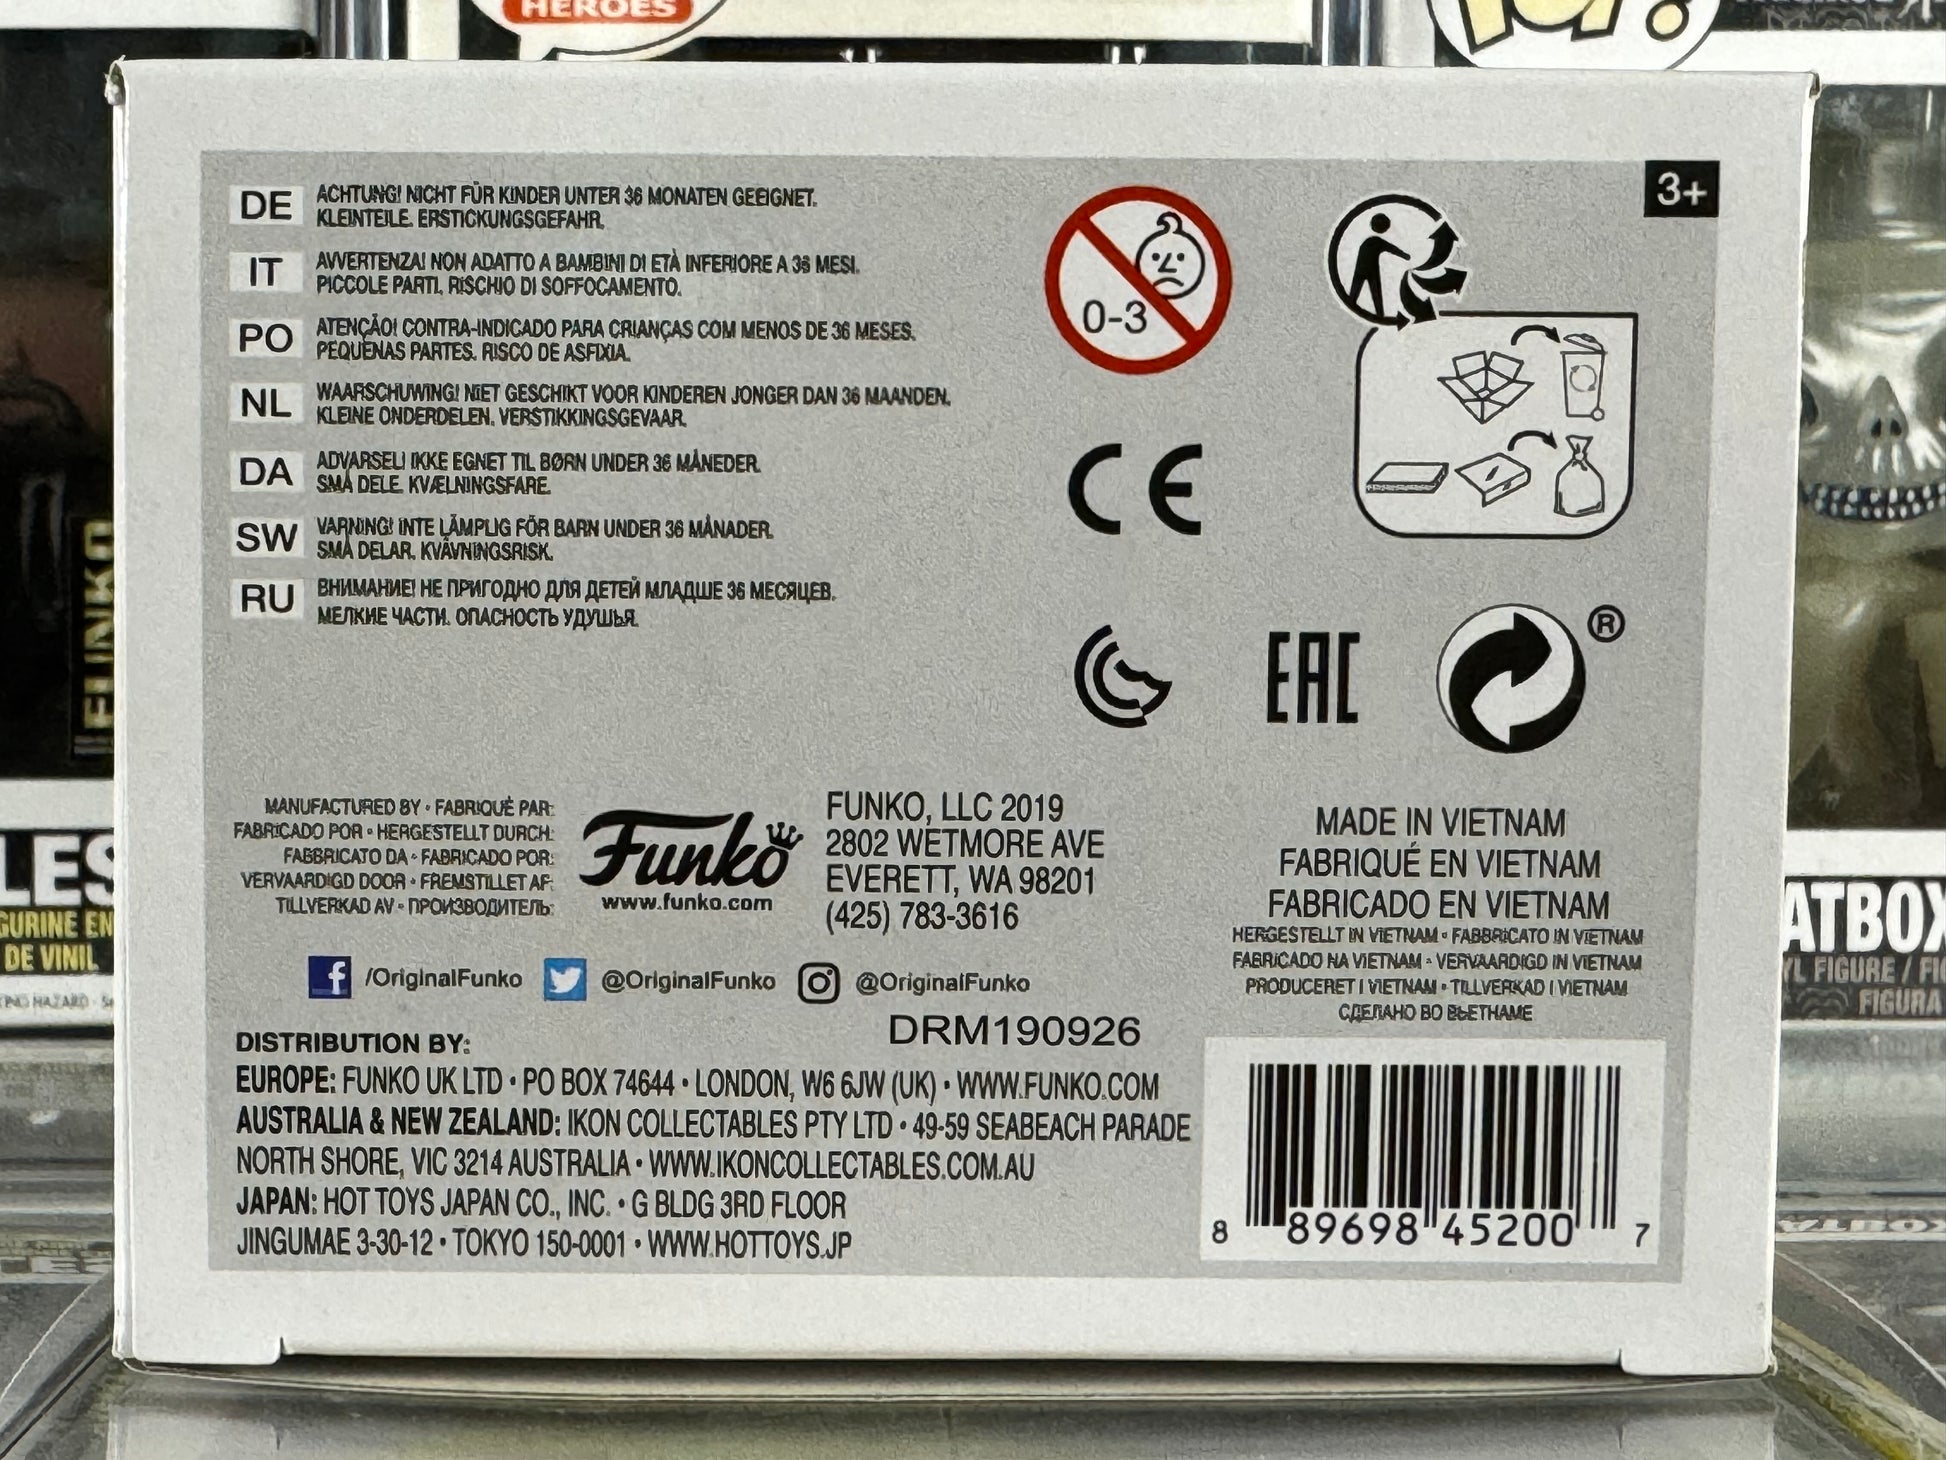 HEROES
POP!
3+
DE
ACHTUNG! NICHT FÜR KINDER UNTER 36 MONATEN GEEIGNET.
KLEINTEILE. ERSTICKUNGSGEFAHR.
IT
AVVERTENZA! NON ADATTO A BAMBINI DI ETÀ INFERIORE A 36 MESI.
PICCOLE PARTI. RISCHIO DI SOFFOCAMENTO.
PO
ATENÇÃO! CONTRA-INDICADO PARA CRIANÇAS COM MENOS DE 36 MESES.
PEQUENAS PARTES. RISCO DE ASFIXIA.
NL
WAARSCHUWING! NIET GESCHIKT VOOR KINDEREN JONGER DAN 36 MAANDEN.
KLEINE ONDERDELEN. VERSTIKKINGSGEVAAR.
DA
ADVARSEL! IKKE EGNET TIL BØRN UNDER 36 MÅNEDER.
SMÅ DELE. KVÆLNINGSFARE.
SW
VARNING! INTE LÄMPLIG FÖR BARN UNDER 36 MÅNADER.
SMÅ DELAR. KVÄVNINGSRISK.
RU
ВНИМАНИЕ! НЕ ПРИГОДНО ДЛЯ ДЕТЕЙ МЛАДШЕ 36 МЕСЯЦЕВ.
МЕЛКИЕ ЧАСТИ. ОПАСНОСТЬ УДУШЬЯ.
0-3
CE
EAC
®
MANUFACTURED BY • FABRIQUÉ PAR:
FABRICADO POR • HERGESTELLT DURCH:
FABBRICATO DA • FABRICADO POR:
VERVAARDIGD DOOR • FREMSTILLET AF:
TILLVERKAD AV • ПРОИЗВОДИТЕЛЬ:
Funko
www.funko.com
FUNKO, LLC 2019
2802 WETMORE AVE
EVERETT, WA 98201
(425) 783-3616
MADE IN VIETNAM
FABRIQUÉ EN VIETNAM
FABRICADO EN VIETNAM
HERGESTELLT IN VIETNAM • FABBRICATO IN VIETNAM
FABRICADO NA VIETNAM • VERVAARDIGD IN VIETNAM
PRODUCERET I VIETNAM • TILLVERKAD I VIETNAM
СДЕЛАНО ВО ВЬЕТНАМЕ
/OriginalFunko @OriginalFunko @OriginalFunko
DRM190926
DISTRIBUTION BY:
EUROPE: FUNKO UK LTD • PO BOX 74644 • LONDON, W6 6JW (UK) • WWW.FUNKO.COM
AUSTRALIA & NEW ZEALAND: IKON COLLECTABLES PTY LTD • 49-59 SEABEACH PARADE
NORTH SHORE, VIC 3214 AUSTRALIA • WWW.IKONCOLLECTABLES.COM.AU
JAPAN: HOT TOYS JAPAN CO., INC. • G BLDG 3RD FLOOR
JINGUMAE 3-30-12 • TOKYO 150-0001 • WWW.HOTTOYS.JP
8 89698 45200 7
FUNKO
LES
GURINE EN
DE VINIL
ATBOX
YL FIGURE / FI
FIGURA